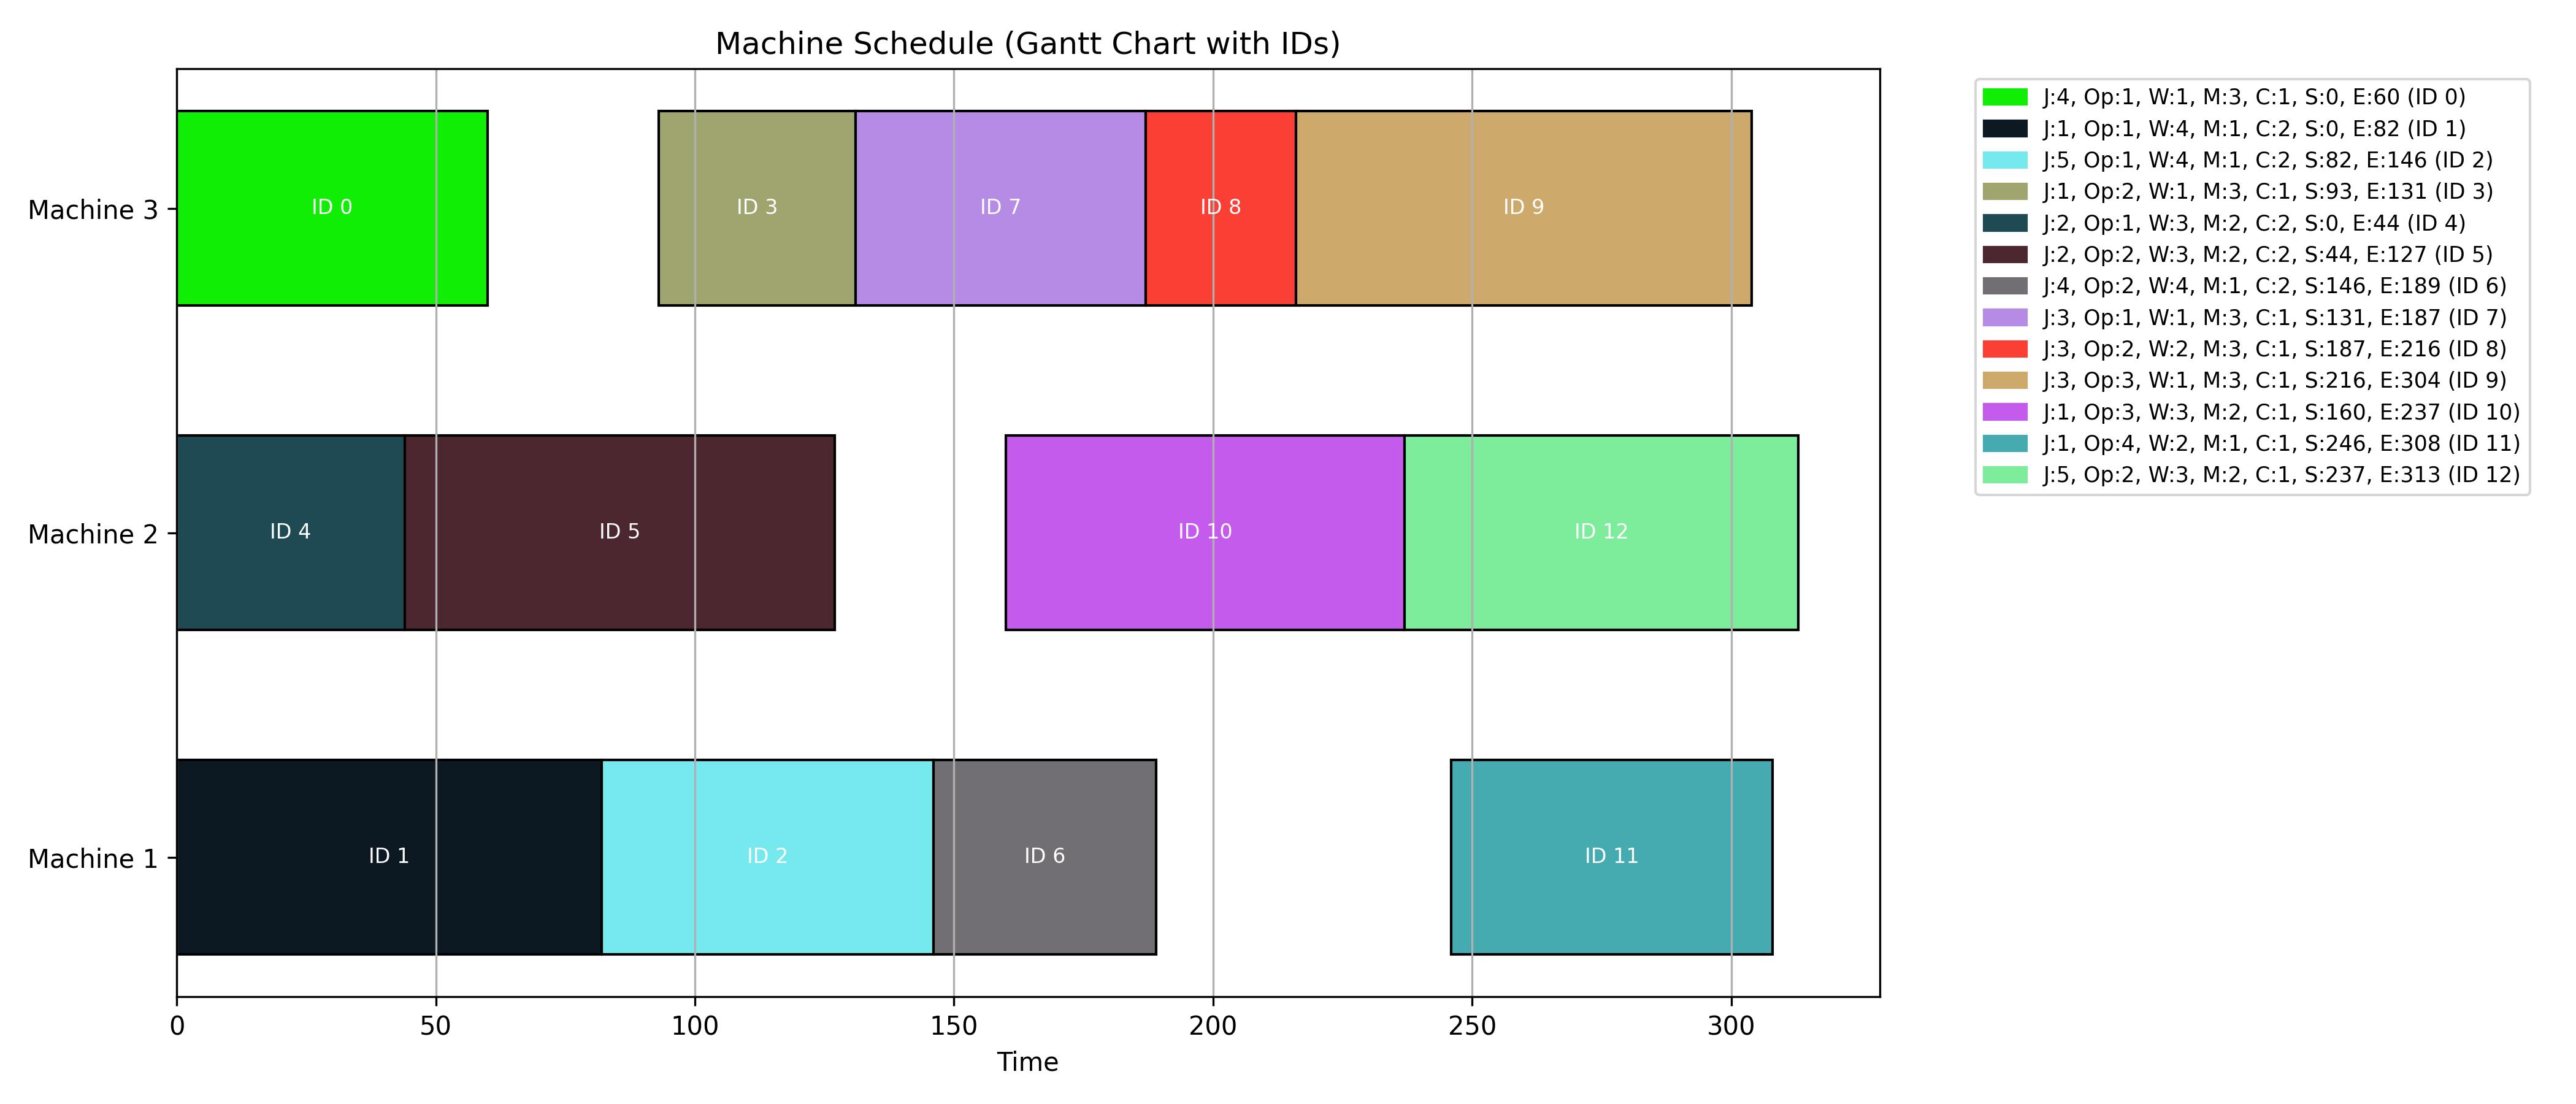 Machine Schedule (Gantt Chart with IDs)
Machine 3
ID 0
ID 3
ID 7
ID 8
ID 9
Machine 2
ID 4
ID 5
ID 10
ID 12
Machine 1
ID 1
ID 2
ID 6
ID 11
0 50 100 150 200 250 300
Time
J:4, Op:1, W:1, M:3, C:1, S:0, E:60 (ID 0)
J:1, Op:1, W:4, M:1, C:2, S:0, E:82 (ID 1)
J:5, Op:1, W:4, M:1, C:2, S:82, E:146 (ID 2)
J:1, Op:2, W:1, M:3, C:1, S:93, E:131 (ID 3)
J:2, Op:1, W:3, M:2, C:2, S:0, E:44 (ID 4)
J:2, Op:2, W:3, M:2, C:2, S:44, E:127 (ID 5)
J:4, Op:2, W:4, M:1, C:2, S:146, E:189 (ID 6)
J:3, Op:1, W:1, M:3, C:1, S:131, E:187 (ID 7)
J:3, Op:2, W:2, M:3, C:1, S:187, E:216 (ID 8)
J:3, Op:3, W:1, M:3, C:1, S:216, E:304 (ID 9)
J:1, Op:3, W:3, M:2, C:1, S:160, E:237 (ID 10)
J:1, Op:4, W:2, M:1, C:1, S:246, E:308 (ID 11)
J:5, Op:2, W:3, M:2, C:1, S:237, E:313 (ID 12)